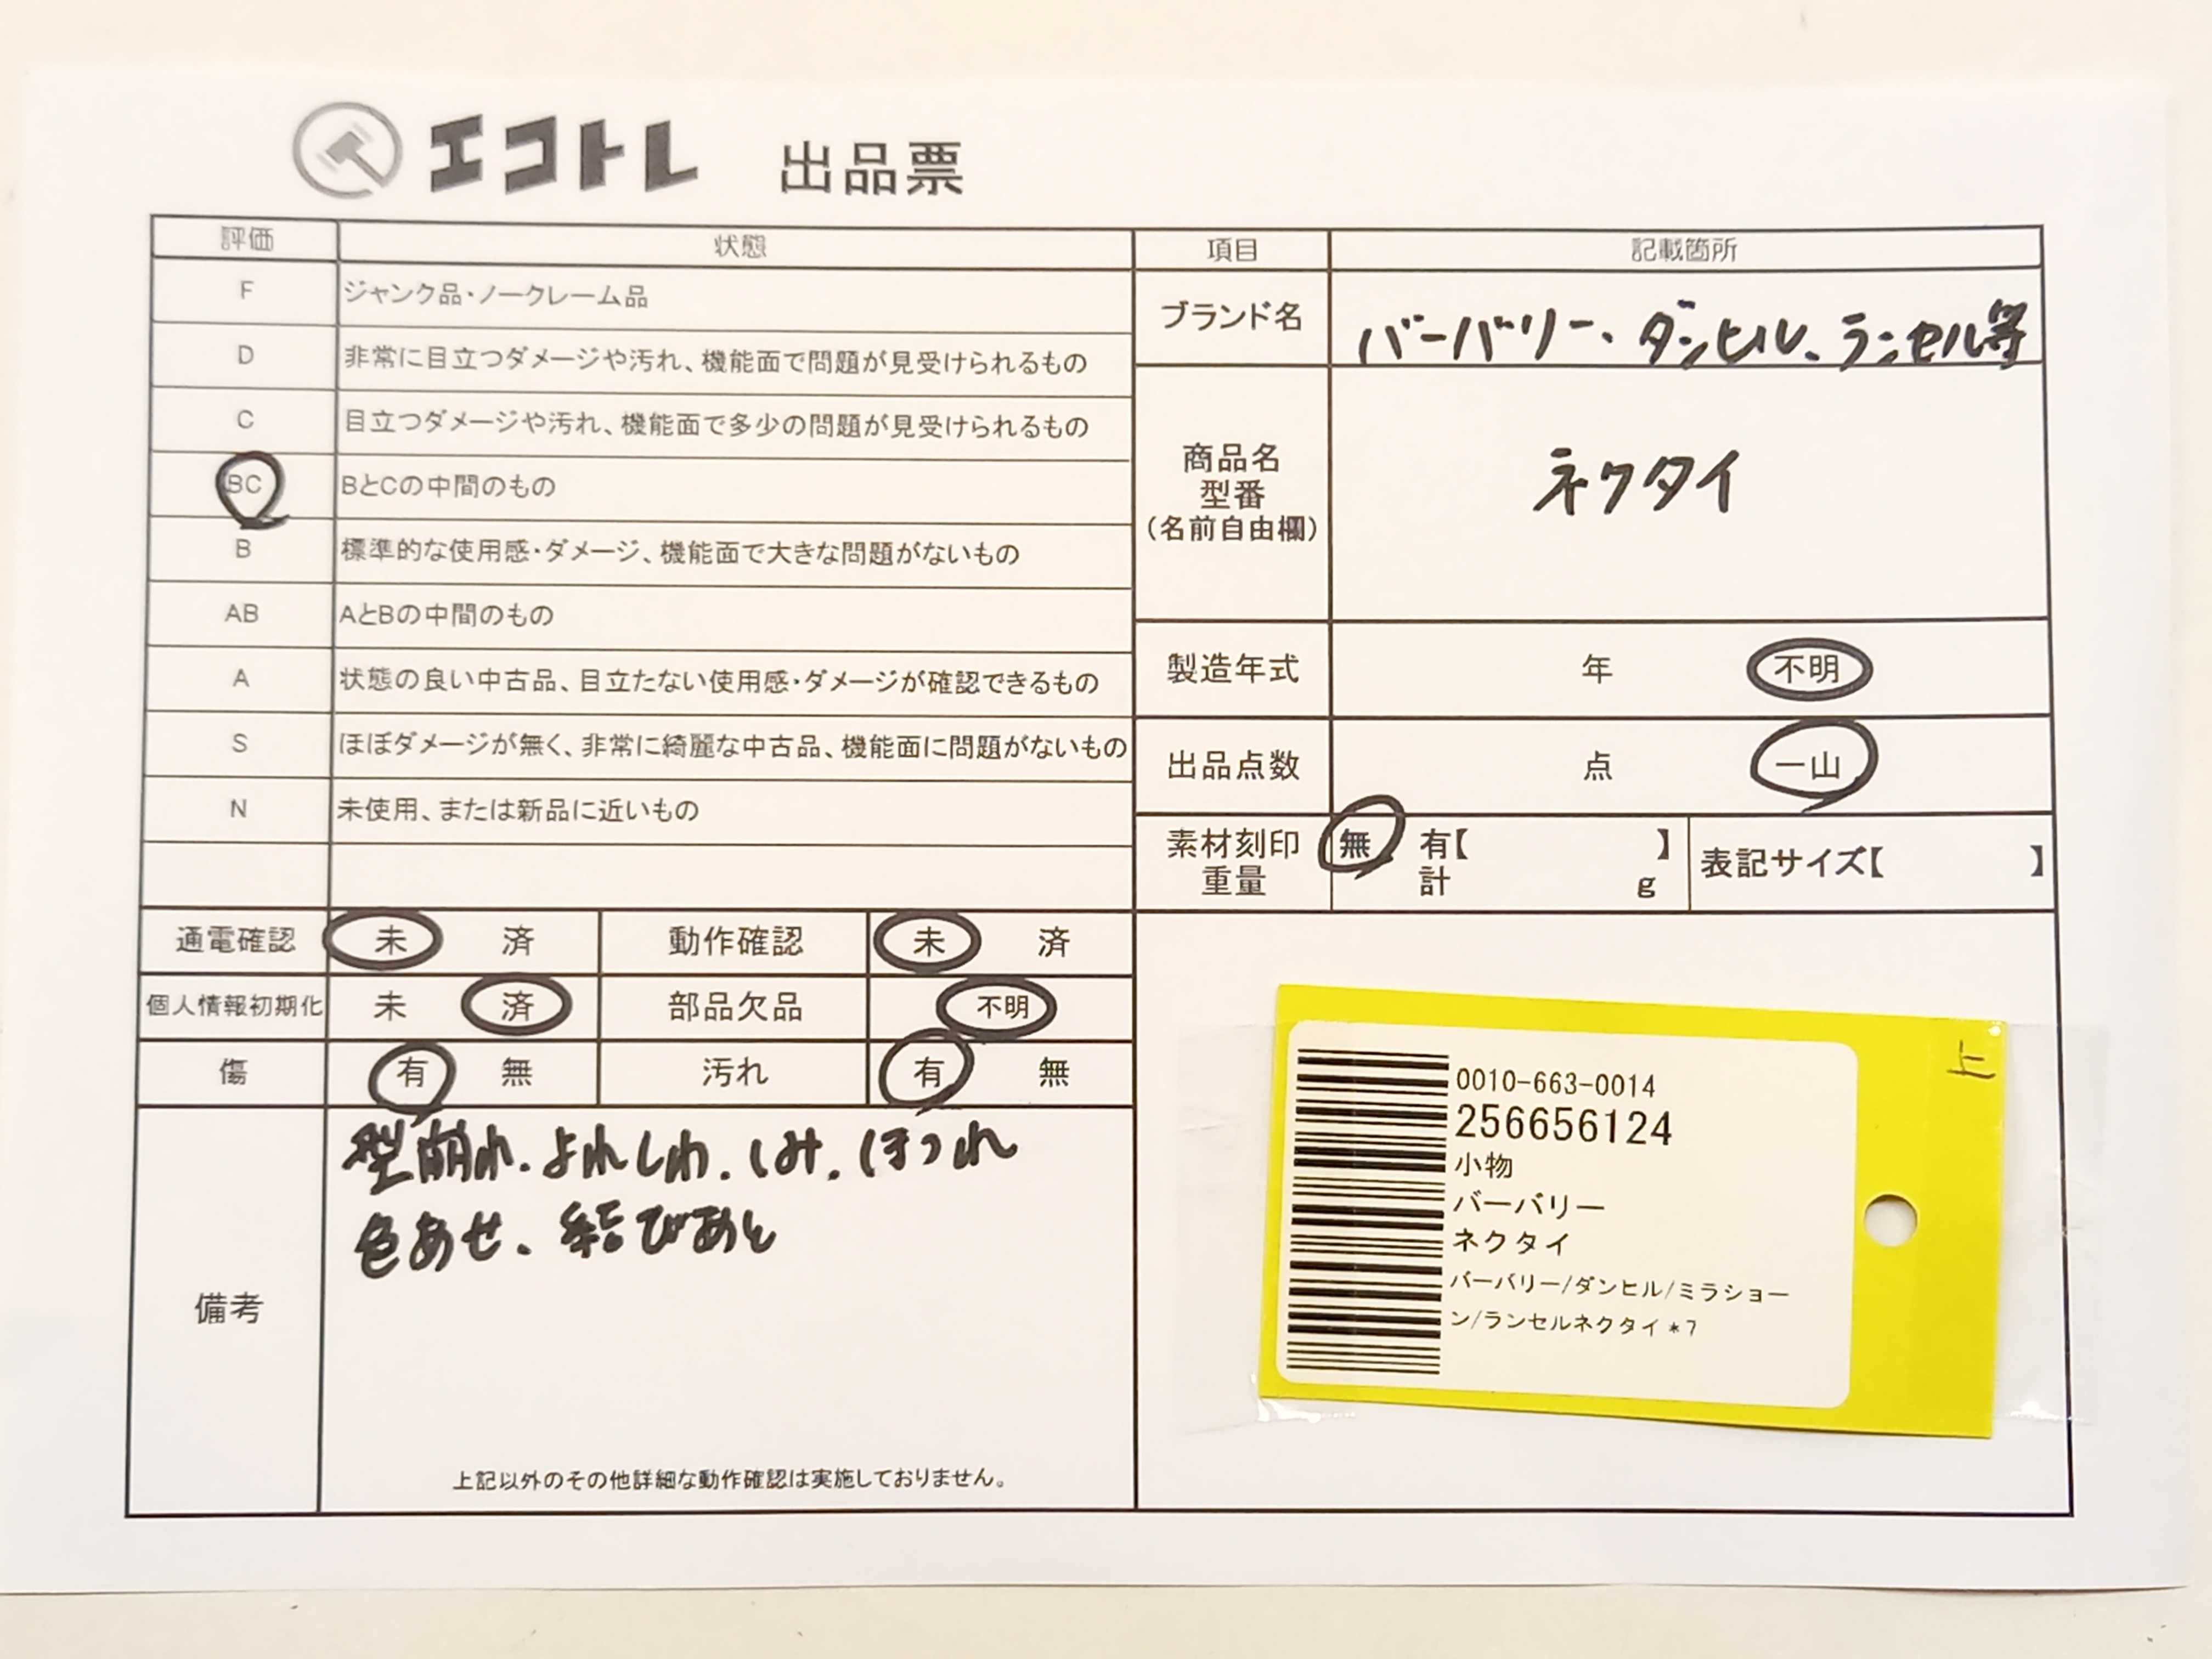 エコトレ 出品票
評価 状態
F ジャンク品・ノークレーム品
D 非常に目立つダメージや汚れ、機能面で問題が見受けられるもの
C 目立つダメージや汚れ、機能面で多少の問題が見受けられるもの
BC BとCの中間のもの
B 標準的な使用感・ダメージ、機能面で大きな問題がないもの
AB AとBの中間のもの
A 状態の良い中古品、目立たない使用感・ダメージが確認できるもの
S ほぼダメージが無く、非常に綺麗な中古品、機能面に問題がないもの
N 未使用、または新品に近いもの
通電確認 未 済 動作確認 未 済
個人情報初期化 未 済 部品欠品 不明
傷 有 無 汚れ 有 無
備考
型崩れ.よれしわ.しみ.ほつれ
色あせ.結びあと
上記以外のその他詳細な動作確認は実施しておりません。
項目 記載箇所
ブランド名 バーバリー、ダンヒル、ランセル等
商品名
型番
(名前自由欄)
ネクタイ
製造年式 年 不明
出品点数 点 一山
素材刻印 無 有【 】
重量 計 g
表記サイズ【 】
0010-663-0014
256656124
小物
バーバリー
ネクタイ
バーバリー/ダンヒル/ミラショー
ン/ランセルネクタイ*7